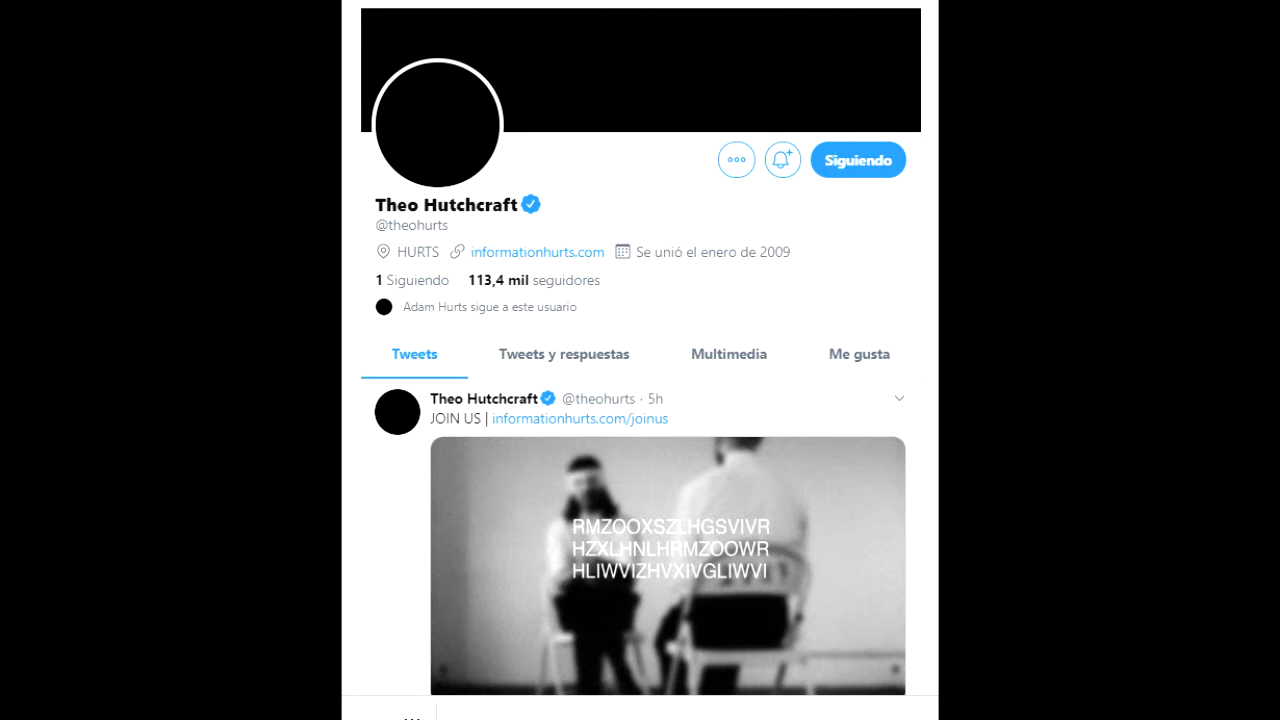 Siguiendo
Theo Hutchcraft
@theohurts
HURTS informationhurts.com Se unió el enero de 2009
1 Siguiendo 113,4 mil seguidores
Adam Hurts sigue a este usuario
Tweets Tweets y respuestas Multimedia Me gusta
Theo Hutchcraft @theohurts · 5h
JOIN US | informationhurts.com/joinus
RMZOOXSZLHGSVIVR
HZXLHNLHRMZOOWR
HLIWVIZHVXIVGLIWVI